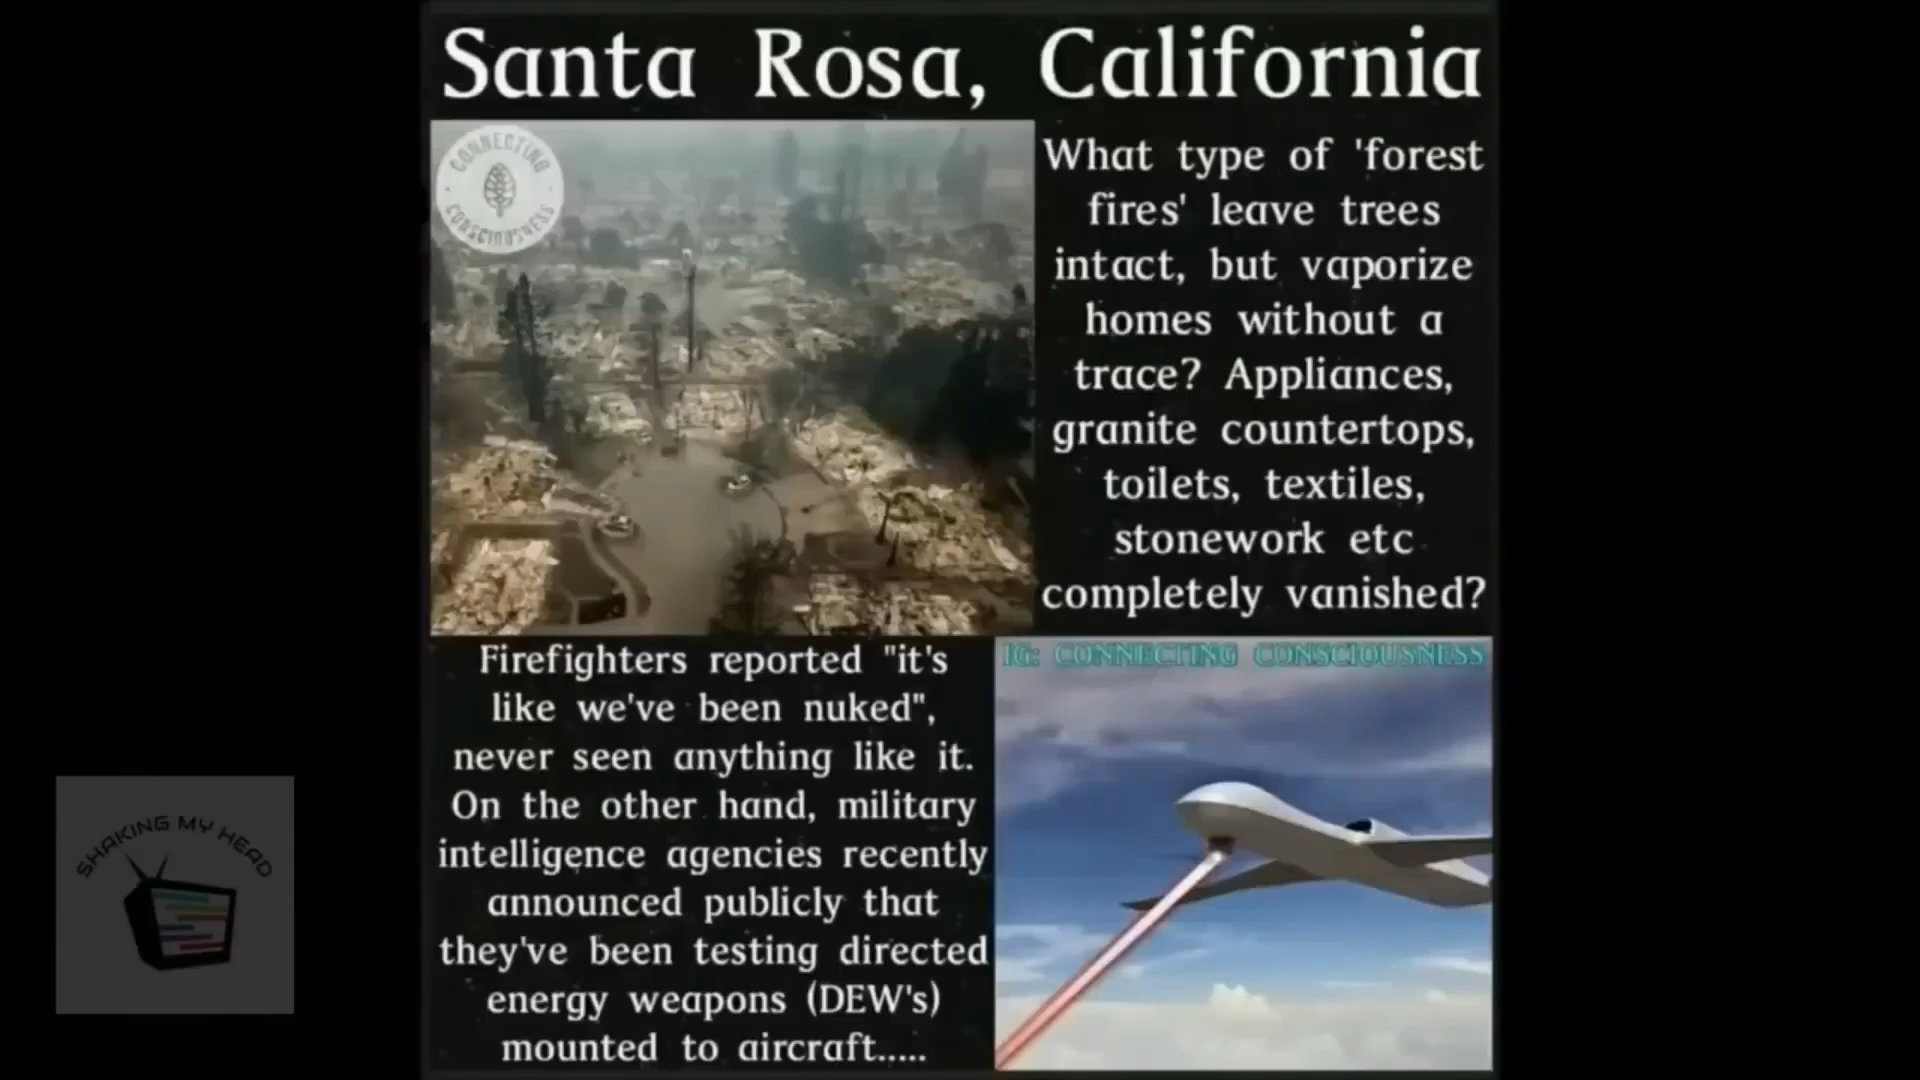 Santa Rosa, California
CONNECTING
CONSCIOUSNESS
What type of 'forest
fires' leave trees
intact, but vaporize
homes without a
trace? Appliances,
granite countertops,
toilets, textiles,
stonework etc
completely vanished?
Firefighters reported "it's
like we've been nuked",
never seen anything like it.
On the other hand, military
intelligence agencies recently
announced publicly that
they've been testing directed
energy weapons (DEW's)
mounted to aircraft.....
IG: CONNECTING CONSCIOUSNESS
SHAKING MY HEAD